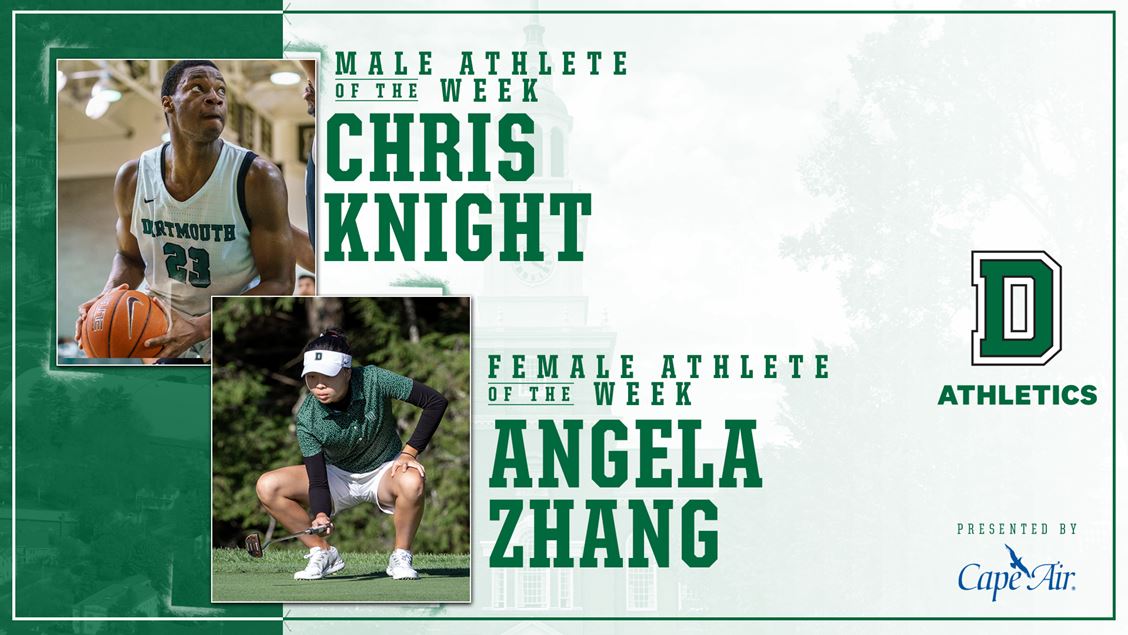 MALE ATHLETE
OF THE WEEK
CHRIS
KNIGHT
DARTMOUTH
23
D
FEMALE ATHLETE
OF THE WEEK
ANGELA
ZHANG
D
ATHLETICS
PRESENTED BY
Cape Air